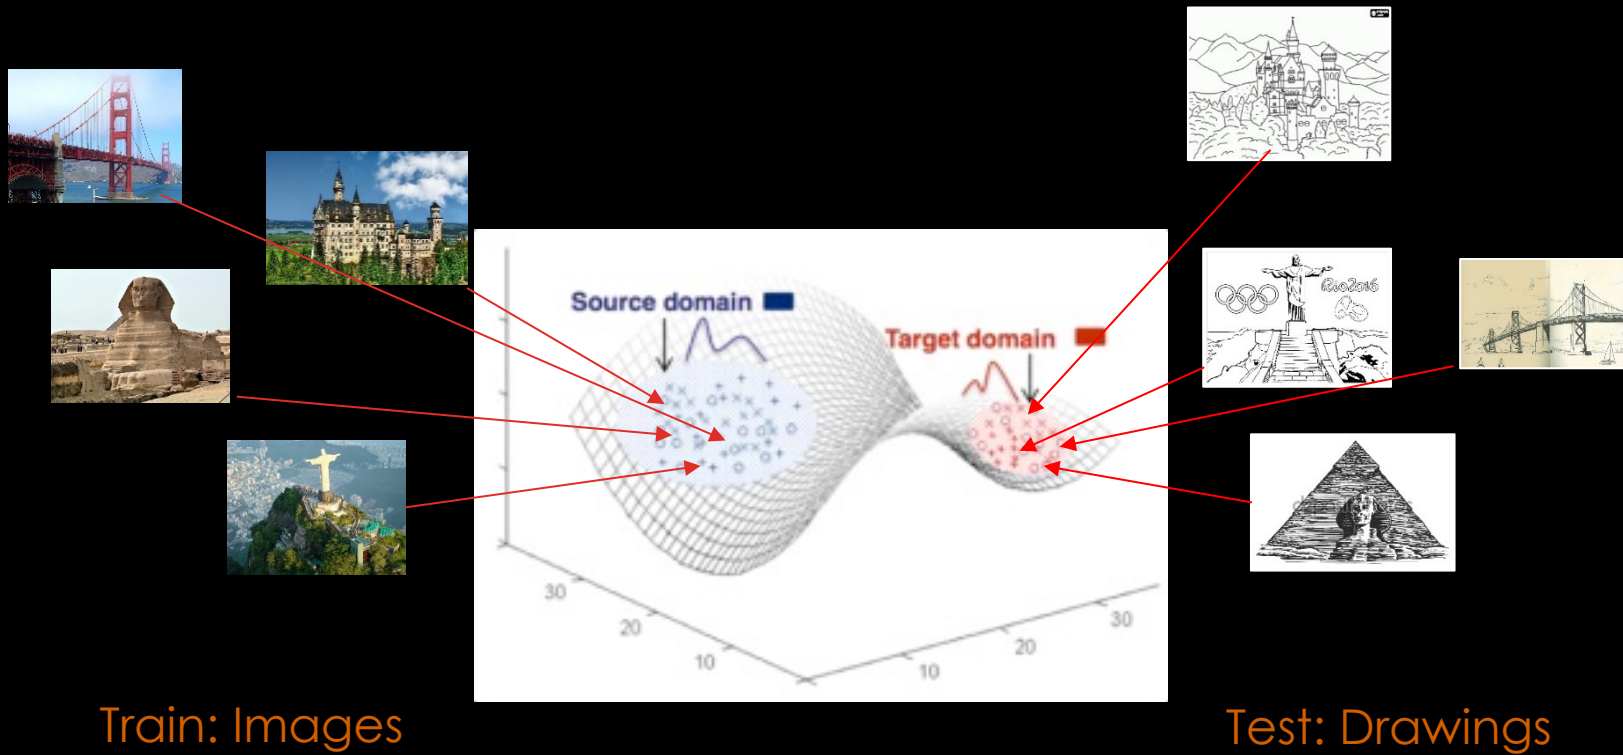 Source domain
Target domain
RIO2016
30
20
10
10
20
30
Train: Images
Test: Drawings